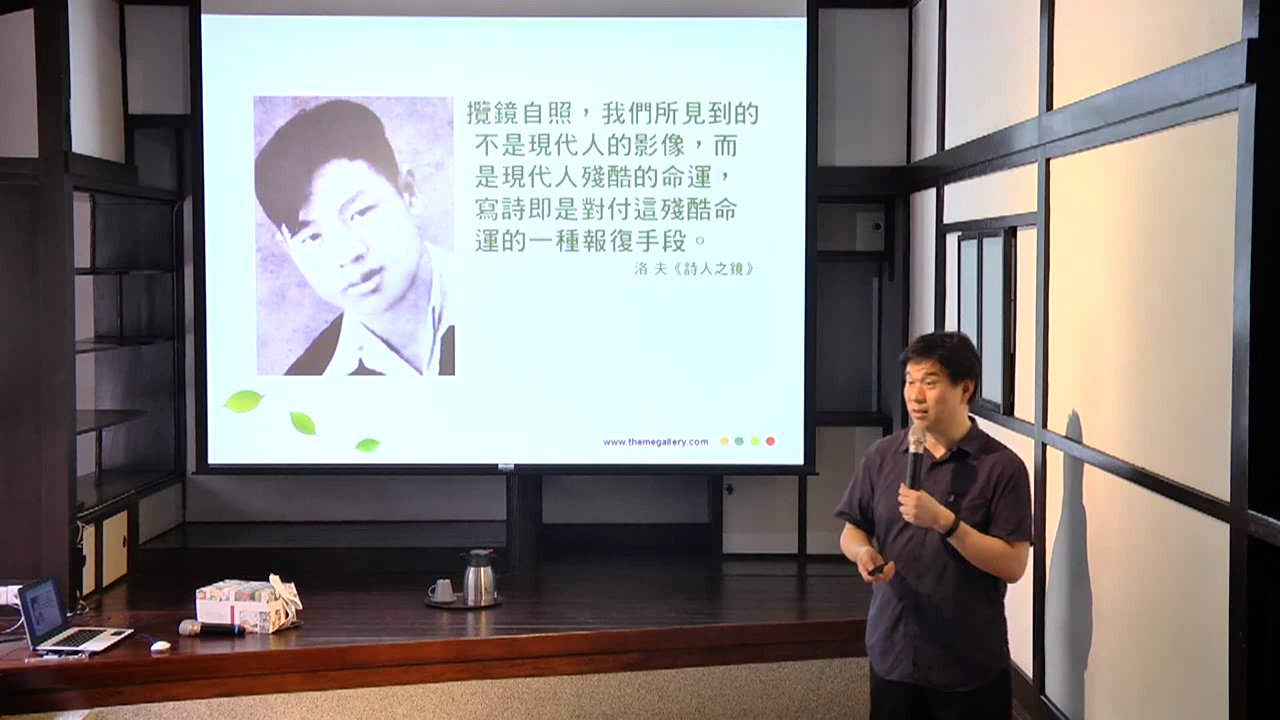 攬鏡自照，我們所見到的
不是現代人的影像，而
是現代人殘酷的命運，
寫詩即是對付這殘酷命
運的一種報復手段。
洛 夫《詩人之鏡》
www.themegallery.com